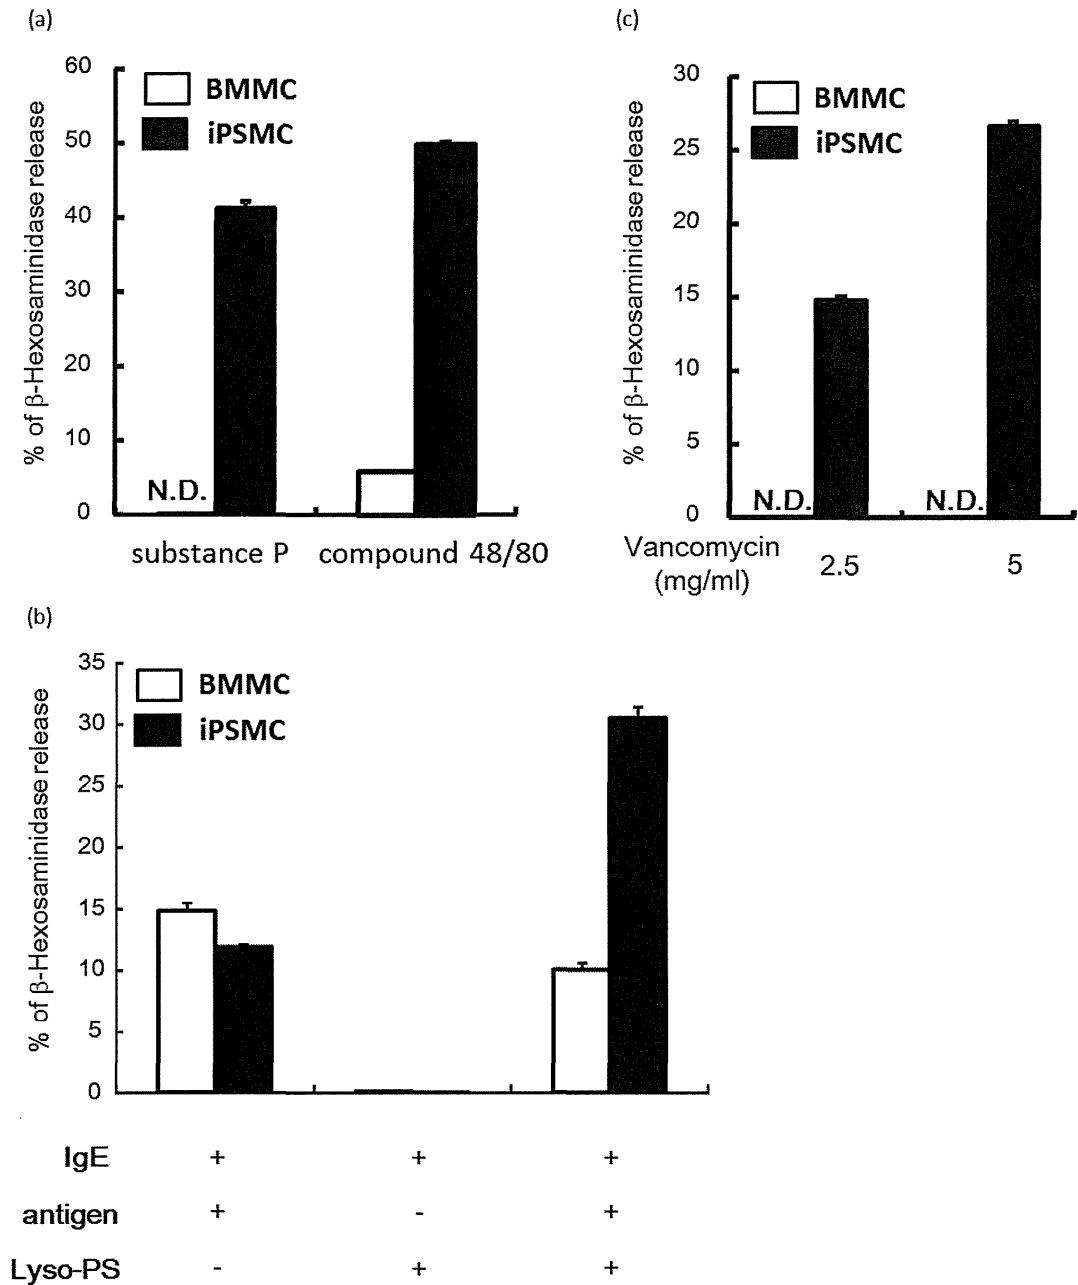 (a)
60
50
40
30
20
10
0
% of β-Hexosaminidase release
BMMC
iPSMC
N.D.
substance P
compound 48/80
(c)
30
25
20
15
10
5
0
% of β-Hexosaminidase release
BMMC
iPSMC
N.D.
N.D.
Vancomycin
(mg/ml)
2.5
5
(b)
35
30
25
20
15
10
5
0
% of β-Hexosaminidase release
BMMC
iPSMC
IgE + + +
antigen + - +
Lyso-PS - + +